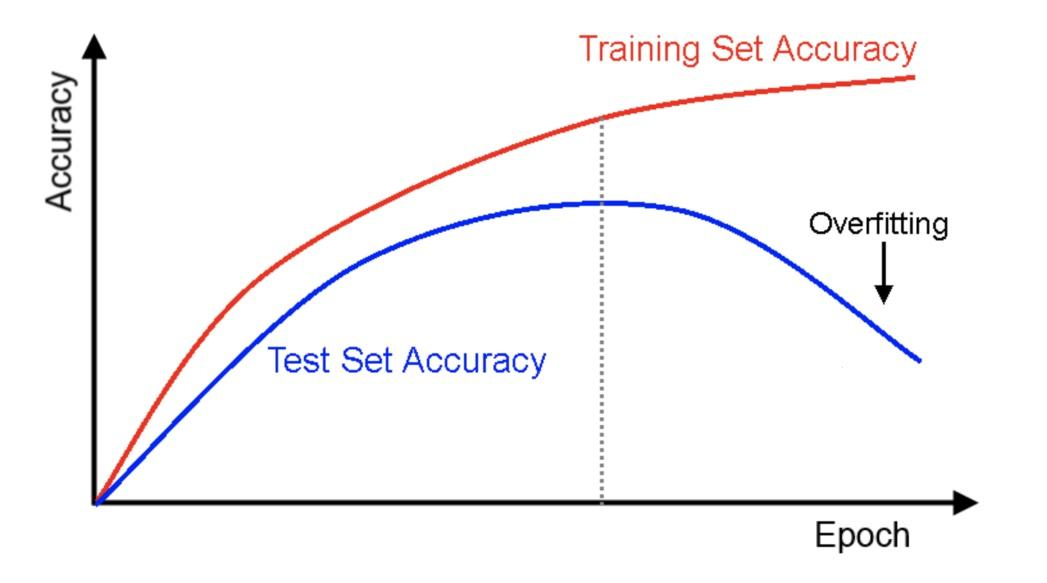 Training Set Accuracy
Accuracy
Overfitting
Test Set Accuracy
Epoch